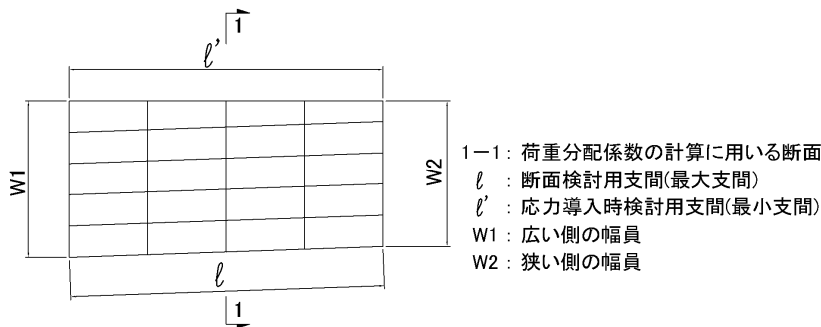 1
ℓ’
W1
W2
ℓ
1
1－1：荷重分配係数の計算に用いる断面
ℓ：断面検討用支間(最大支間)
ℓ’：応力導入時検討用支間(最小支間)
W1：広い側の幅員
W2：狭い側の幅員